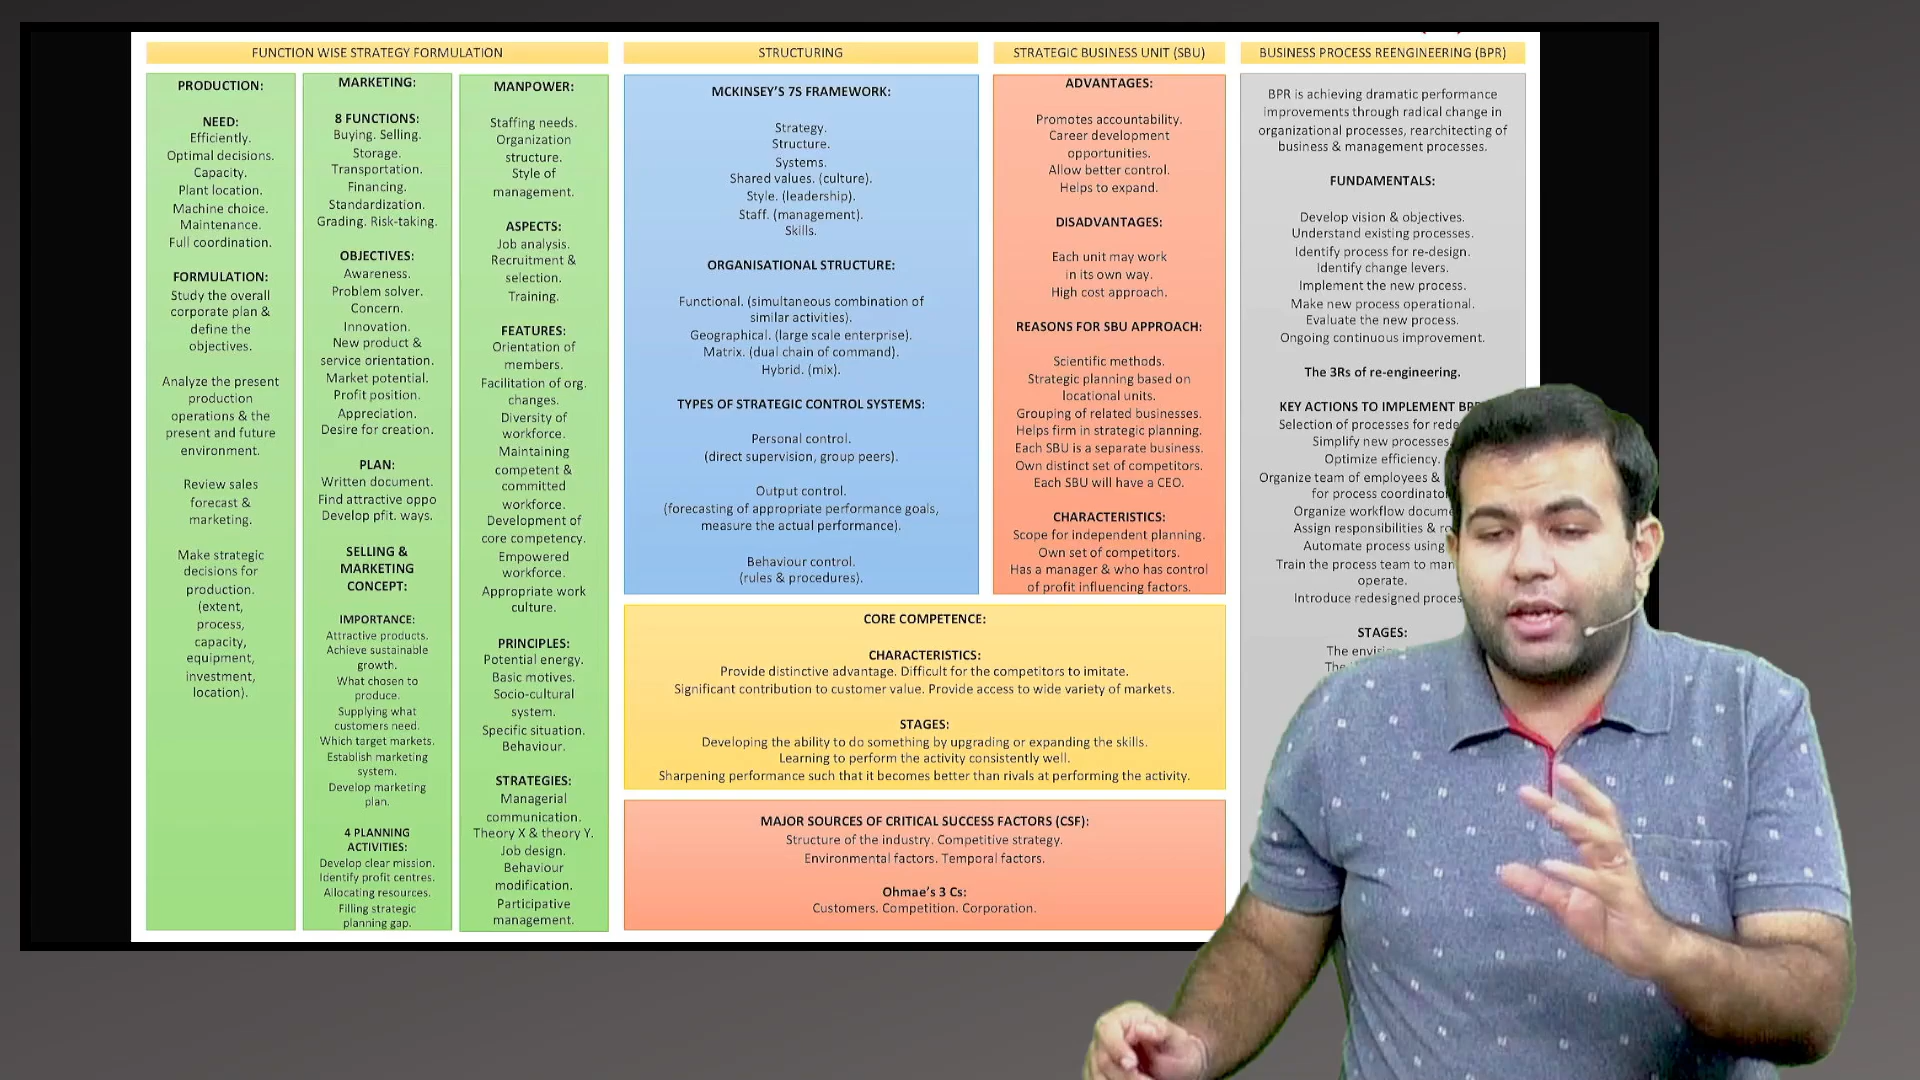 FUNCTION WISE STRATEGY FORMULATION
PRODUCTION:
NEED:
Efficiently.
Optimal decisions.
Capacity.
Plant location.
Machine choice.
Maintenance.
Full coordination.
FORMULATION:
Study the overall
corporate plan &
define the
objectives.
Analyze the present
production
operations & the
present and future
environment.
Review sales
forecast &
marketing.
Make strategic
decisions for
production.
(extent,
process,
capacity,
equipment,
investment,
location).
MARKETING:
8 FUNCTIONS:
Buying. Selling.
Storage.
Transportation.
Financing.
Standardization.
Grading. Risk-taking.
OBJECTIVES:
Awareness.
Problem solver.
Concern.
Innovation.
New product &
service orientation.
Market potential.
Profit position.
Appreciation.
Desire for creation.
PLAN:
Written document.
Find attractive oppo
Develop pfit. ways.
SELLING &
MARKETING
CONCEPT:
IMPORTANCE:
Attractive products.
Achieve sustainable
growth.
What chosen to
produce.
Supplying what
customers need.
Which target markets.
Establish marketing
system.
Develop marketing
plan.
4 PLANNING
ACTIVITIES:
Develop clear mission.
Identify profit centres.
Allocating resources.
Filling strategic
planning gap.
MANPOWER:
Staffing needs.
Organization
structure.
Style of
management.
ASPECTS:
Job analysis.
Recruitment &
selection.
Training.
FEATURES:
Orientation of
members.
Facilitation of org.
changes.
Diversity of
workforce.
Maintaining
competent &
committed
workforce.
Development of
core competency.
Empowered
workforce.
Appropriate work
culture.
PRINCIPLES:
Potential energy.
Basic motives.
Socio-cultural
system.
Specific situation.
Behaviour.
STRATEGIES:
Managerial
communication.
Theory X & theory Y.
Job design.
Behaviour
modification.
Participative
management.
STRUCTURING
MCKINSEY'S 7S FRAMEWORK:
Strategy.
Structure.
Systems.
Shared values. (culture).
Style. (leadership).
Staff. (management).
Skills.
ORGANISATIONAL STRUCTURE:
Functional. (simultaneous combination of
similar activities).
Geographical. (large scale enterprise).
Matrix. (dual chain of command).
Hybrid. (mix).
TYPES OF STRATEGIC CONTROL SYSTEMS:
Personal control.
(direct supervision, group peers).
Output control.
(forecasting of appropriate performance goals,
measure the actual performance).
Behaviour control.
(rules & procedures).
STRATEGIC BUSINESS UNIT (SBU)
ADVANTAGES:
Promotes accountability.
Career development
opportunities.
Allow better control.
Helps to expand.
DISADVANTAGES:
Each unit may work
in its own way.
High cost approach.
REASONS FOR SBU APPROACH:
Scientific methods.
Strategic planning based on
locational units.
Grouping of related businesses.
Helps firm in strategic planning.
Each SBU is a separate business.
Own distinct set of competitors.
Each SBU will have a CEO.
CHARACTERISTICS:
Scope for independent planning.
Own set of competitors.
Has a manager & who has control
of profit influencing factors.
CORE COMPETENCE:
CHARACTERISTICS:
Provide distinctive advantage. Difficult for the competitors to imitate.
Significant contribution to customer value. Provide access to wide variety of markets.
STAGES:
Developing the ability to do something by upgrading or expanding the skills.
Learning to perform the activity consistently well.
Sharpening performance such that it becomes better than rivals at performing the activity.
MAJOR SOURCES OF CRITICAL SUCCESS FACTORS (CSF):
Structure of the industry. Competitive strategy.
Environmental factors. Temporal factors.
Ohmae's 3 Cs:
Customers. Competition. Corporation.
BUSINESS PROCESS REENGINEERING (BPR)
BPR is achieving dramatic performance
improvements through radical change in
organizational processes, rearchitecting of
business & management processes.
FUNDAMENTALS:
Develop vision & objectives.
Understand existing processes.
Identify process for re-design.
Identify change levers.
Implement the new process.
Make new process operational.
Evaluate the new process.
Ongoing continuous improvement.
The 3Rs of re-engineering.
KEY ACTIONS TO IMPLEMENT
Selection of processes for
Simplify new processes.
Optimize efficiency.
Organize team of employees &
for process
Organize workflow
Assign responsibilities &
Automate process using
Train the process team to
operate.
Introduce redesigned
STAGES:
The